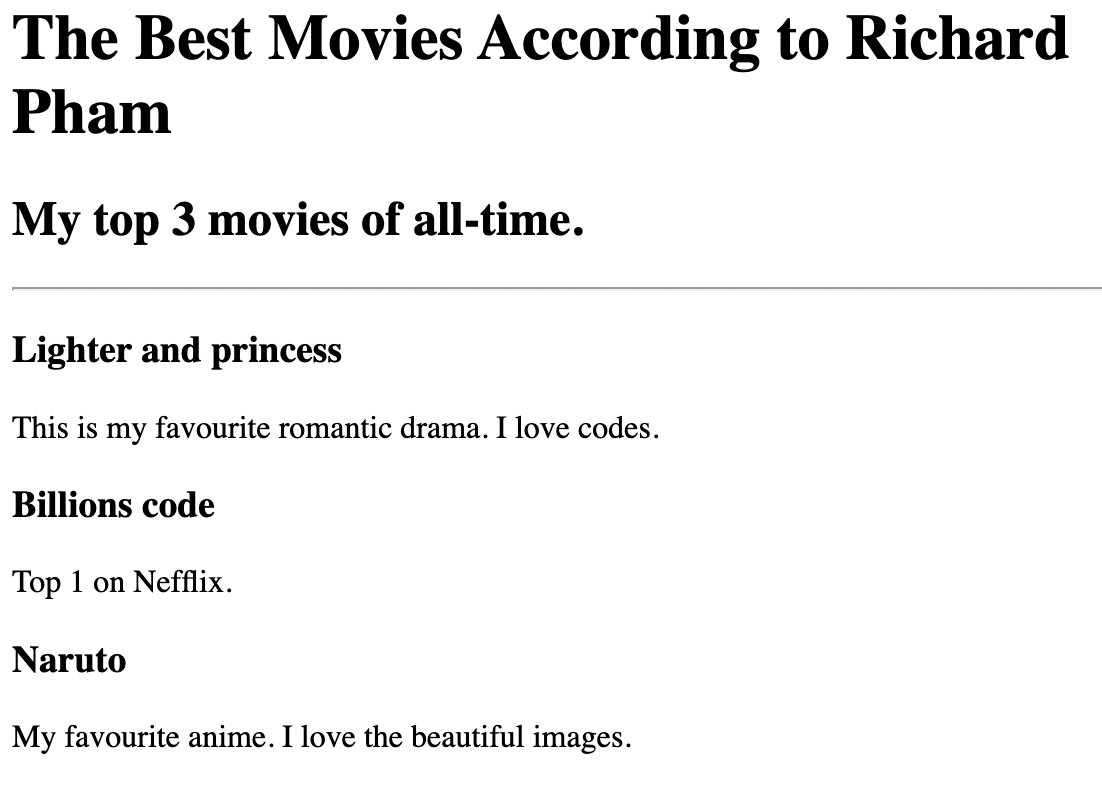 The Best Movies According to Richard
Pham
My top 3 movies of all-time.
Lighter and princess
This is my favourite romantic drama. I love codes.
Billions code
Top 1 on Nefflix.
Naruto
My favourite anime. I love the beautiful images.